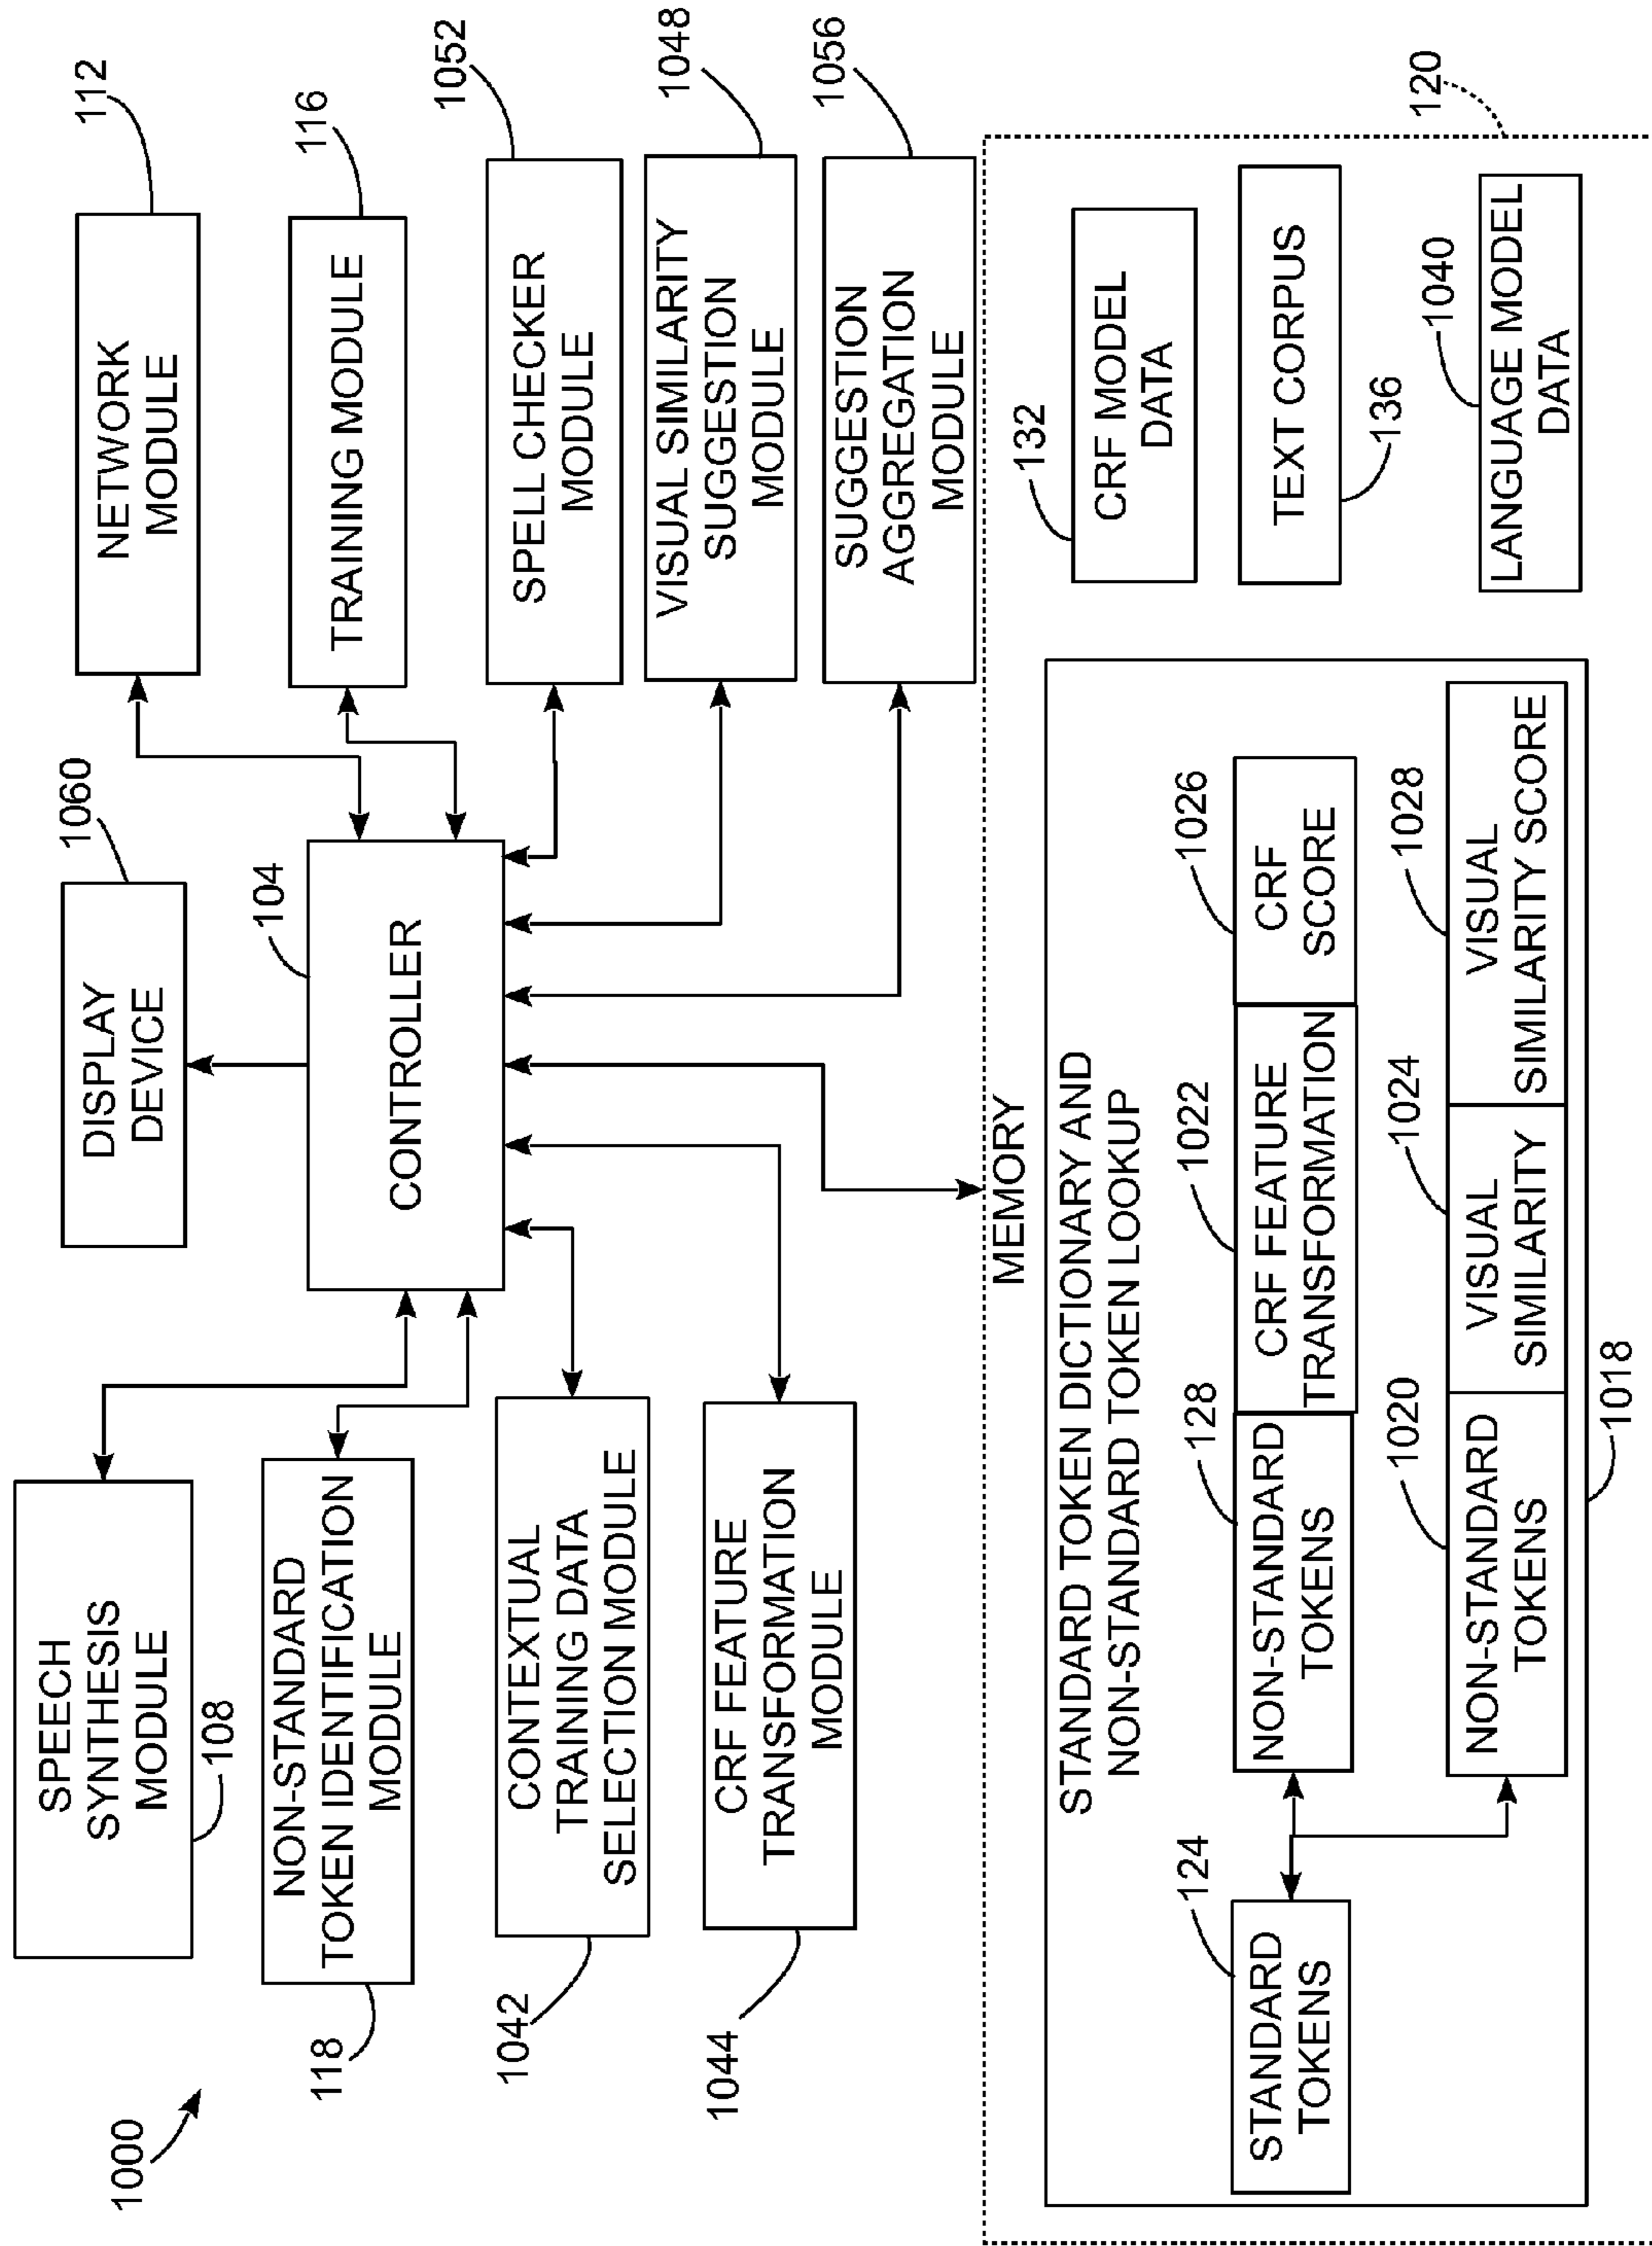 1000
SPEECH
SYNTHESIS
MODULE
108
NON-STANDARD
TOKEN IDENTIFICATION
MODULE
118
CONTEXTUAL
TRAINING DATA
SELECTION MODULE
1042
CRF FEATURE
TRANSFORMATION
MODULE
1044
DISPLAY
DEVICE
1060
CONTROLLER
104
NETWORK
MODULE
112
TRAINING MODULE
116
SPELL CHECKER
MODULE
1052
VISUAL SIMILARITY
SUGGESTION
MODULE
1048
SUGGESTION
AGGREGATION
MODULE
1056
MEMORY
120
STANDARD TOKEN DICTIONARY AND
NON-STANDARD TOKEN LOOKUP
124
STANDARD
TOKENS
128
NON-STANDARD
TOKENS
1022
CRF FEATURE
TRANSFORMATION
1026
CRF
SCORE
1020
NON-STANDARD
TOKENS
1024
VISUAL
SIMILARITY
1028
VISUAL
SIMILARITY SCORE
1018
132
CRF MODEL
DATA
TEXT CORPUS
136
1040
LANGUAGE MODEL
DATA